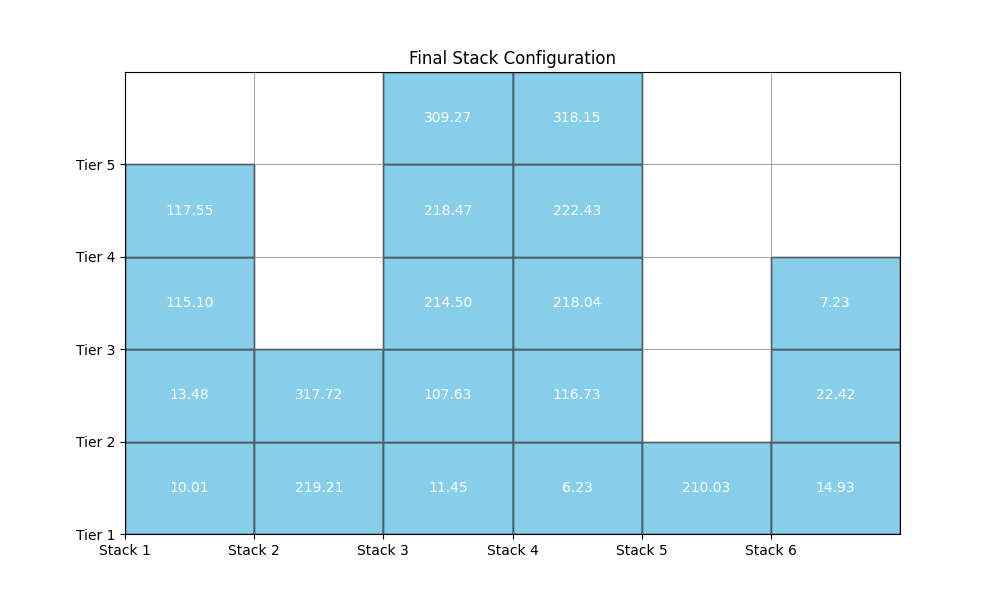 Final Stack Configuration
309.27 318.15
Tier 5
117.55 218.47 222.43
Tier 4
115.10 214.50 218.04 7.23
Tier 3
13.48 317.72 107.63 116.73 22.42
Tier 2
10.01 219.21 11.45 6.23 210.03 14.93
Tier 1
Stack 1 Stack 2 Stack 3 Stack 4 Stack 5 Stack 6